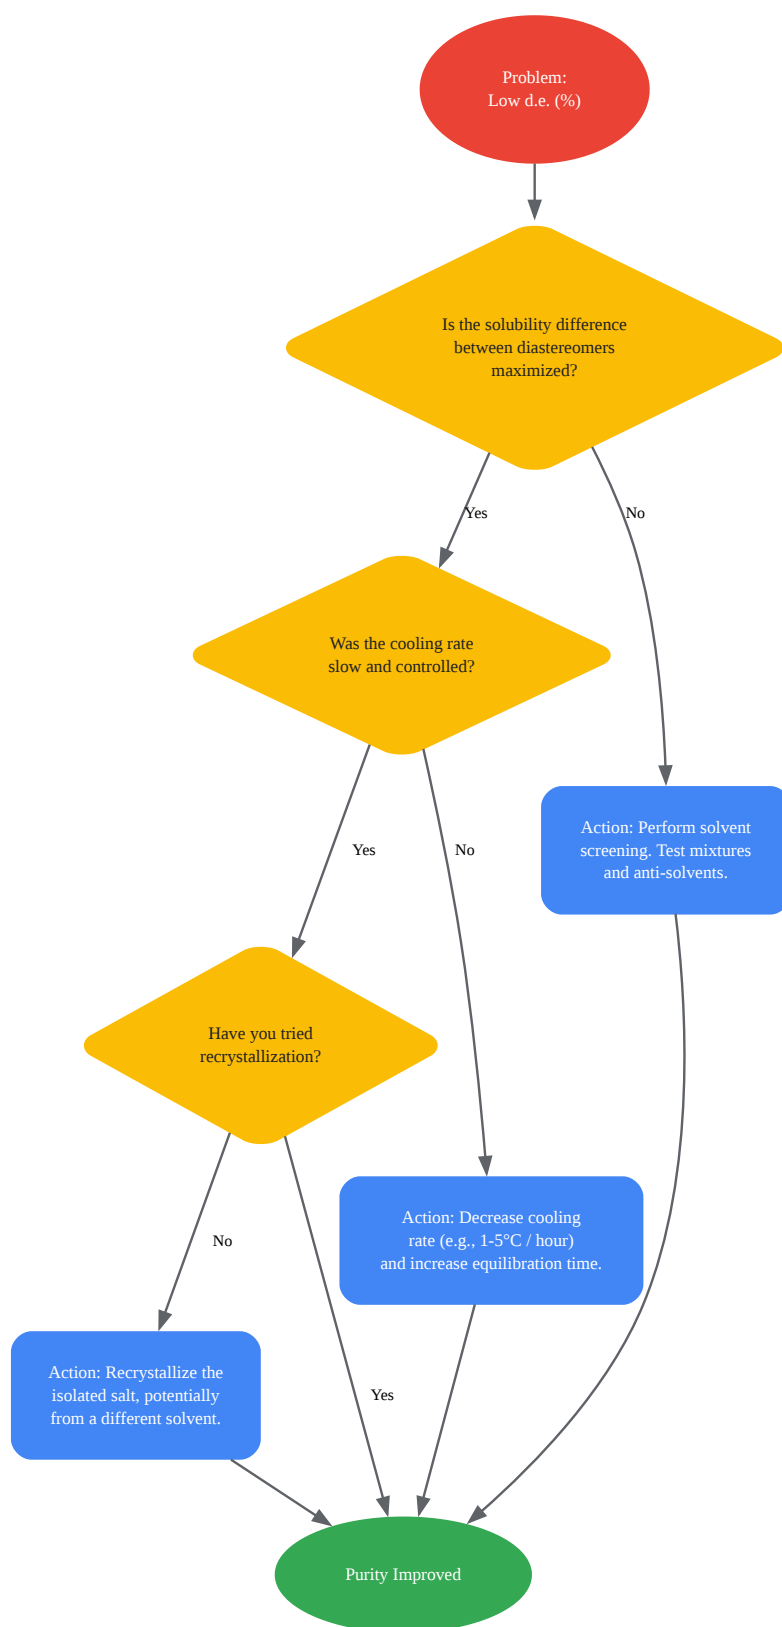 Problem:
Low d.e. (%)
Is the solubility difference
between diastereomers
maximized?
Yes
No
Was the cooling rate
slow and controlled?
Action: Perform solvent
screening. Test mixtures
and anti-solvents.
Yes
No
Have you tried
recrystallization?
Action: Decrease cooling
rate (e.g., 1-5°C / hour)
and increase equilibration time.
No
Action: Recrystallize the
isolated salt, potentially
from a different solvent.
Yes
Purity Improved